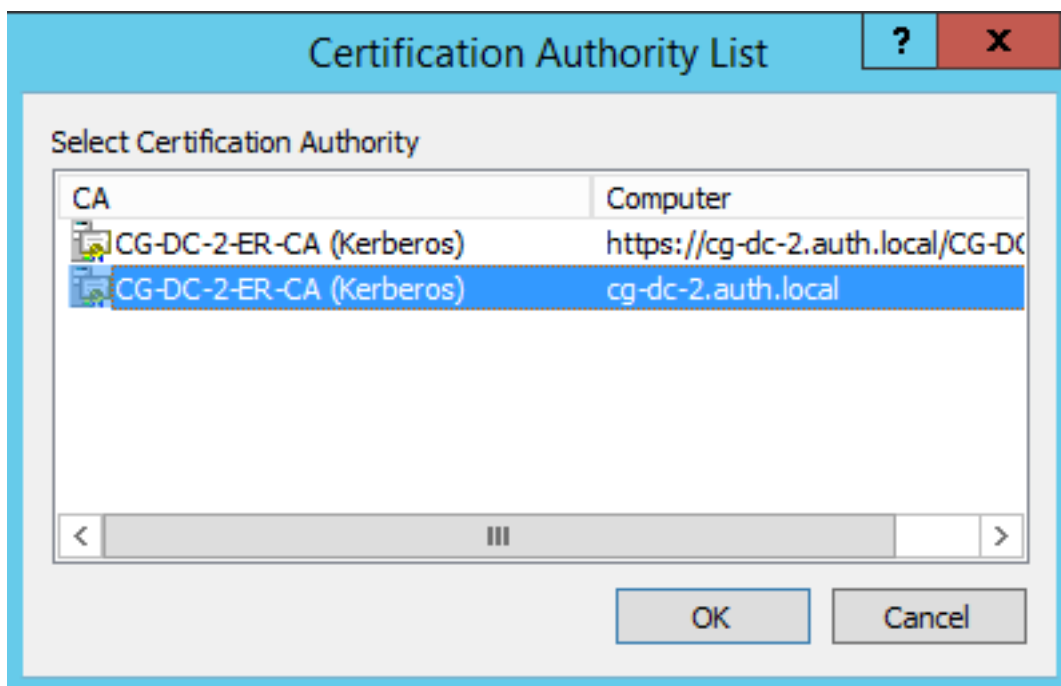 Certification Authority List
? x
Select Certification Authority
CA Computer
CG-DC-2-ER-CA (Kerberos) https://cg-dc-2.auth.local/CG-DC
CG-DC-2-ER-CA (Kerberos) cg-dc-2.auth.local
< III >
OK Cancel